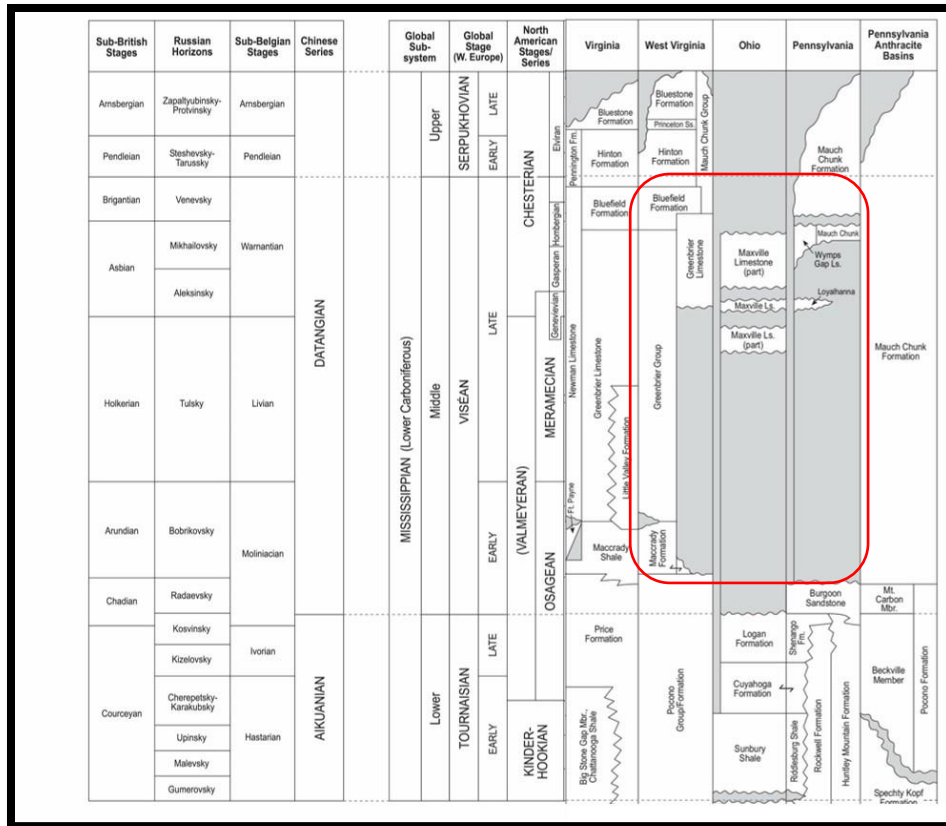 Sub-British
Stages
Russian
Horizons
Sub-Belgian
Stages
Chinese
Series
Global
Sub-
system
Global
Stage
(W. Europe)
North
American
Stages/
Series
Virginia
West Virginia
Ohio
Pennsylvania
Pennsylvania
Anthracite
Basins
Arnsbergian
Pendleian
Brigantian
Asbian
Holkerian
Arundian
Chadian
Courceyan
Zapaltyubinsky-
Protvinsky
Steshevsky-
Tarussky
Venevsky
Mikhailovsky
Aleksinsky
Tulsky
Bobrikovsky
Radaevsky
Kosvinsky
Kizelovsky
Cherepetsky-
Karakubsky
Upinsky
Malevsky
Gumerovsky
Arnsbergian
Pendleian
Warnantian
Livian
Moliniacian
Ivorian
Hastarian
DATANGIAN
AIKUANIAN
MISSISSIPPIAN (Lower Carboniferous)
Upper
Middle
Lower
SERPUKHOVIAN
VISÉAN
TOURNAISIAN
LATE
EARLY
LATE
EARLY
LATE
EARLY
CHESTERIAN
(VALMEYERAN)
KINDER-
HOOKIAN
MERAMECIAN
OSAGEAN
Elviran
Hombergian
Gasperan
Genevievian
Bluestone
Formation
Pennington Fm.
Hinton
Formation
Bluefield
Formation
Newman Limestone
Greenbrier Limestone
Little Valley Formation
Ft. Payne
Maccrady
Shale
Price
Formation
Big Stone Gap Mbr.,
Chattanooga Shale
Bluestone
Formation
Princeton Ss.
Hinton
Formation
Mauch Chunk Group
Bluefield
Formation
Greenbrier
Limestone
Greenbrier Group
Maccrady
Formation
Pocono
Group/Formation
Maxville
Limestone
(part)
Maxville Ls.
Maxville Ls.
(part)
Logan
Formation
Cuyahoga
Formation
Sunbury
Shale
Mauch
Chunk
Formation
Mauch Chunk
Wymps
Gap Ls.
Loyalhanna
Burgoon
Sandstone
Shenango
Fm.
Riddlesburg Shale
Rockwell Formation
Huntley Mountain Formation
Mauch Chunk
Formation
Mt.
Carbon
Mbr.
Beckville
Member
Pocono Formation
Spechty Kopf
Formation